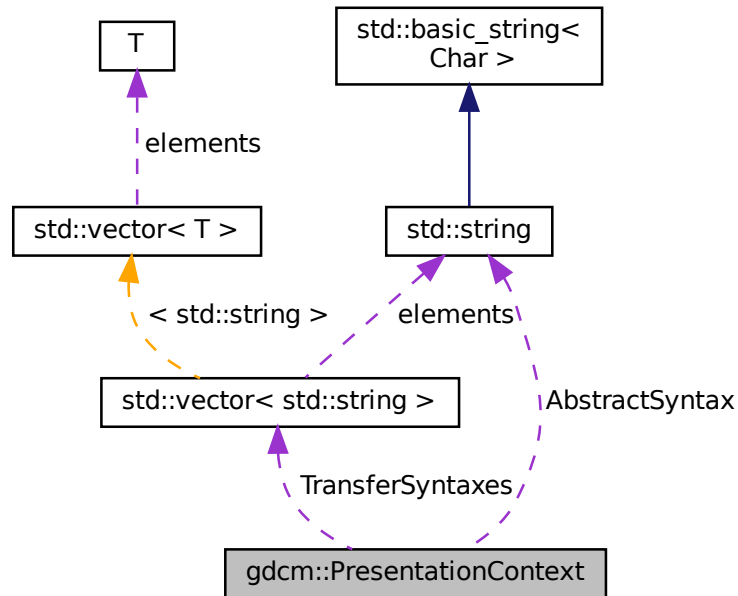 T
std::basic_string<
Char >
elements
std::vector< T >
std::string
< std::string >
elements
std::vector< std::string >
AbstractSyntax
TransferSyntaxes
gdcm::PresentationContext